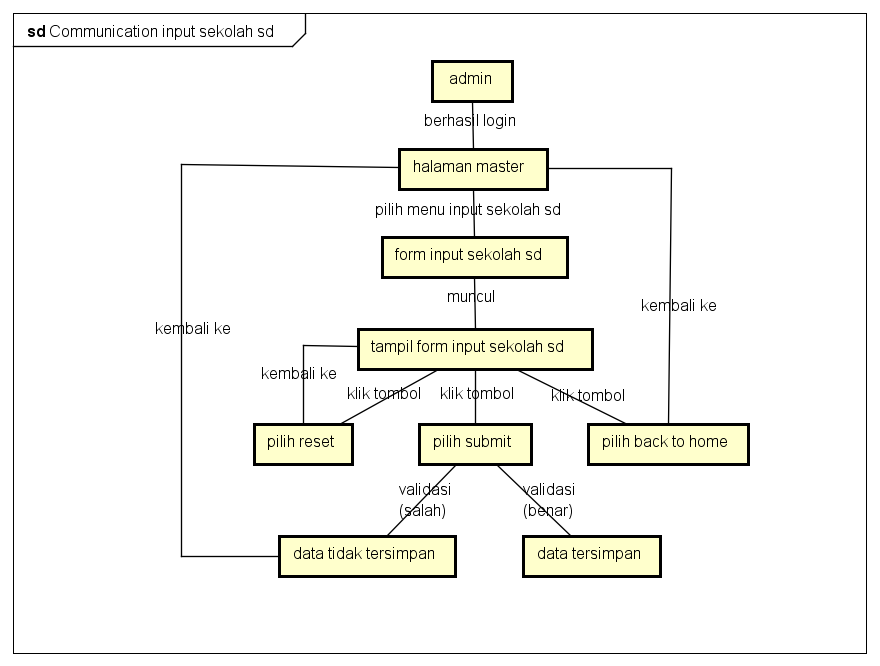 sd Communication input sekolah sd
admin
berhasil login
halaman master
pilih menu input sekolah sd
form input sekolah sd
muncul
kembali ke
kembali ke
tampil form input sekolah sd
kembali ke
klik tombol
klik tombol
klik tombol
pilih reset
pilih submit
pilih back to home
validasi
(salah)
validasi
(benar)
data tidak tersimpan
data tersimpan